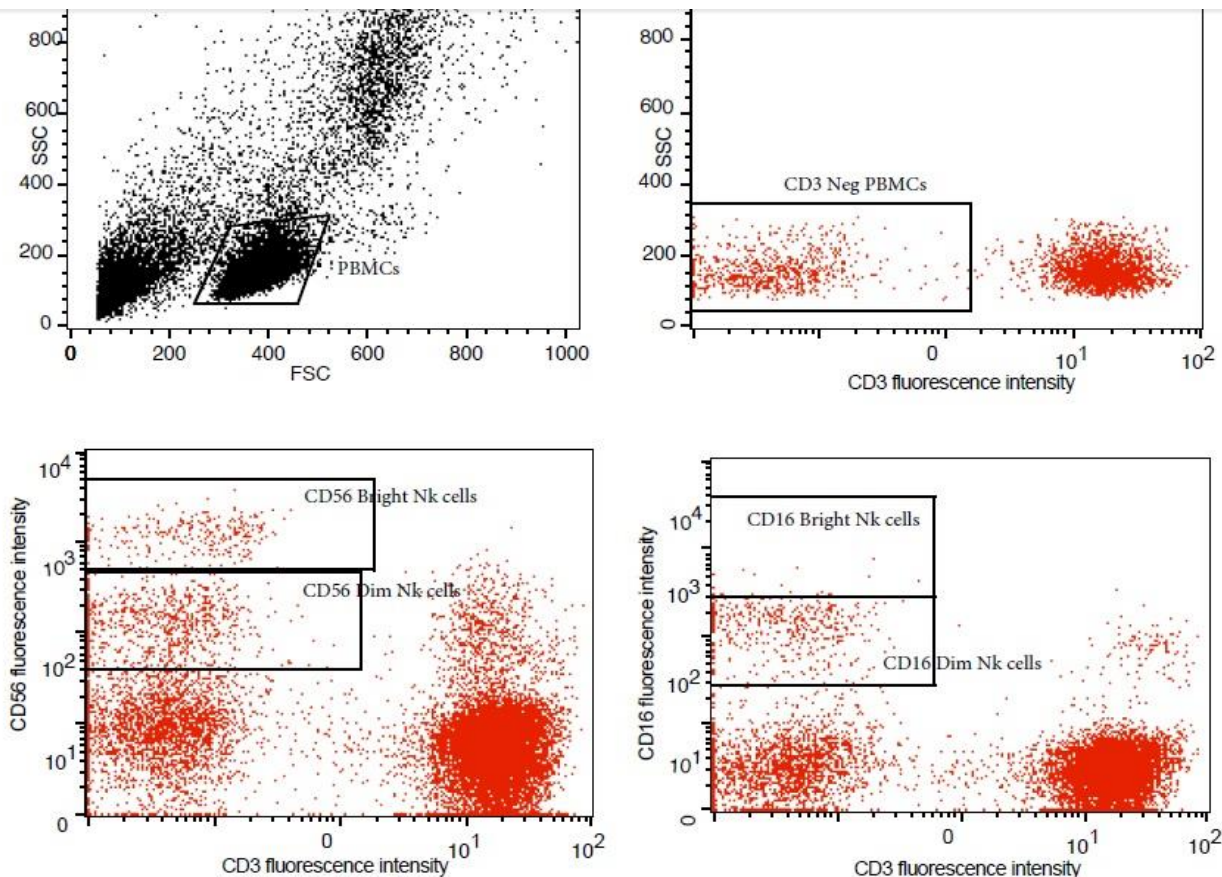 800
600
SSC
400
200
PBMCs
0
0 200 400 600 800 1000
FSC
800
600
SSC
400
CD3 Neg PBMCs
200
0
0 10^1 10^2
CD3 fluorescence intensity
10^4
CD56 Bright Nk cells
10^3
CD56 Dim Nk cells
10^2
10^1
0
CD56 fluorescence intensity
0 10^1 10^2
CD3 fluorescence intensity
10^4
CD16 Bright Nk cells
10^3
CD16 Dim Nk cells
10^2
10^1
0
CD16 fluorescence intensity
0 10^1 10^2
CD3 fluorescence intensity